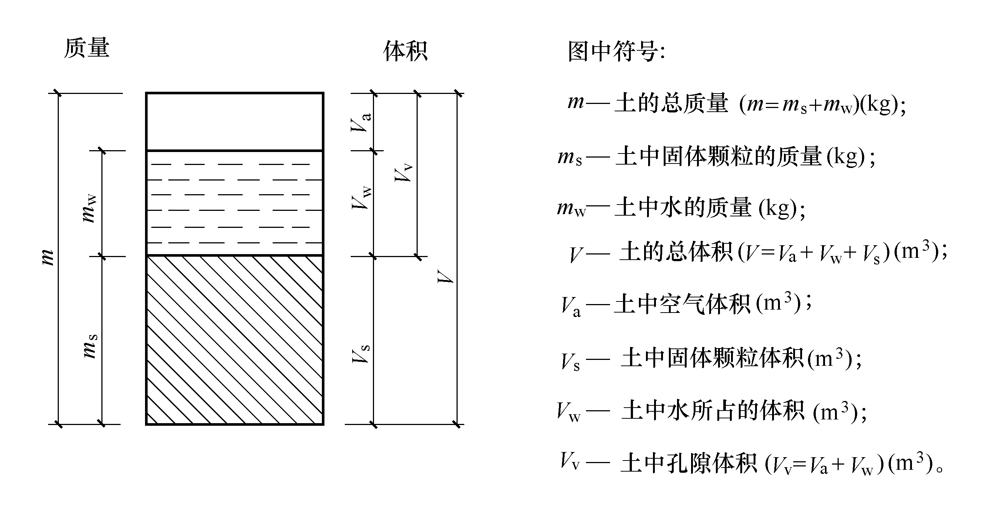 质量
体积
m
mw
ms
Va
Vw
Vs
Vv
V
图中符号:
m—土的总质量 (m=ms+mw)(kg);
ms—土中固体颗粒的质量(kg);
mw—土中水的质量(kg);
V—土的总体积(V=Va+Vw+Vs)(m³);
Va—土中空气体积(m³);
Vs—土中固体颗粒体积(m³);
Vw—土中水所占的体积(m³);
Vv—土中孔隙体积(Vv=Va+Vw)(m³)。